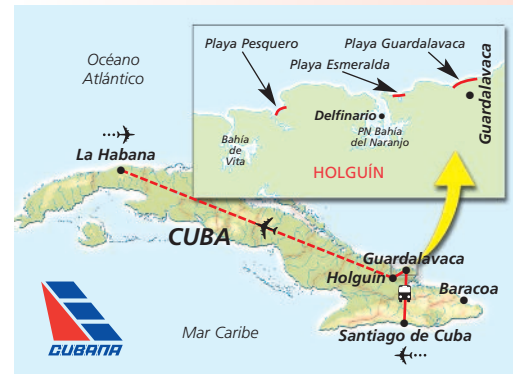 Océano
Atlántico
Playa Pesquero
Playa Guardalavaca
Playa Esmeralda
Delfinario
Guardalavaca
Bahía
de
Vita
PN Bahía
del Naranjo
HOLGUÍN
La Habana
CUBA
Guardalavaca
Holguín
Baracoa
Mar Caribe
Santiago de Cuba
CUBANA